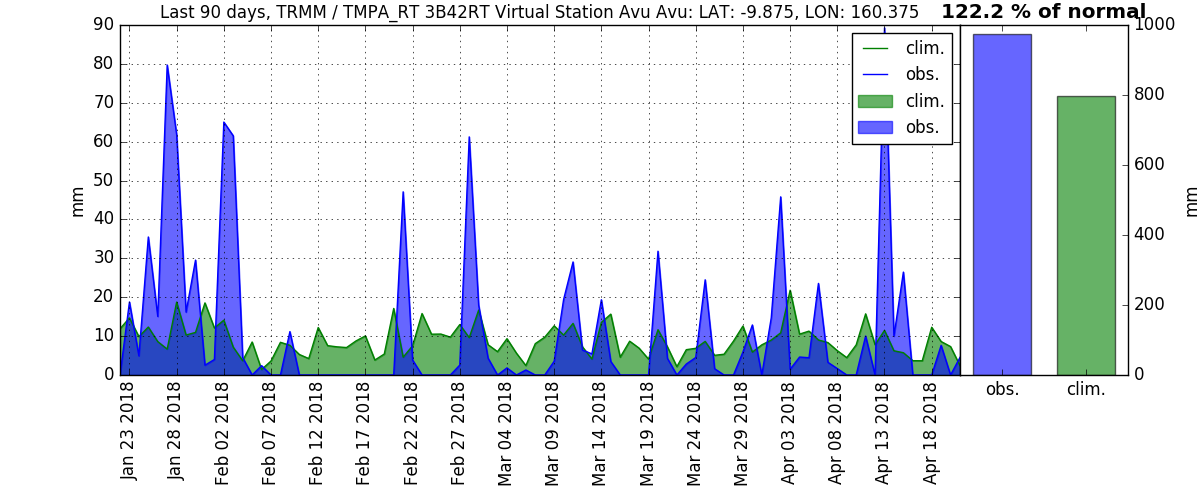 Last 90 days, TRMM / TMPA_RT 3B42RT Virtual Station Avu Avu: LAT: -9.875, LON: 160.375
122.2 % of normal
90
80
70
60
50
40
30
20
10
0
mm
clim.
obs.
clim.
obs.
Jan 23 2018
Jan 28 2018
Feb 02 2018
Feb 07 2018
Feb 12 2018
Feb 17 2018
Feb 22 2018
Feb 27 2018
Mar 04 2018
Mar 09 2018
Mar 14 2018
Mar 19 2018
Mar 24 2018
Mar 29 2018
Apr 03 2018
Apr 08 2018
Apr 13 2018
Apr 18 2018
1000
800
600
400
200
0
mm
obs.
clim.